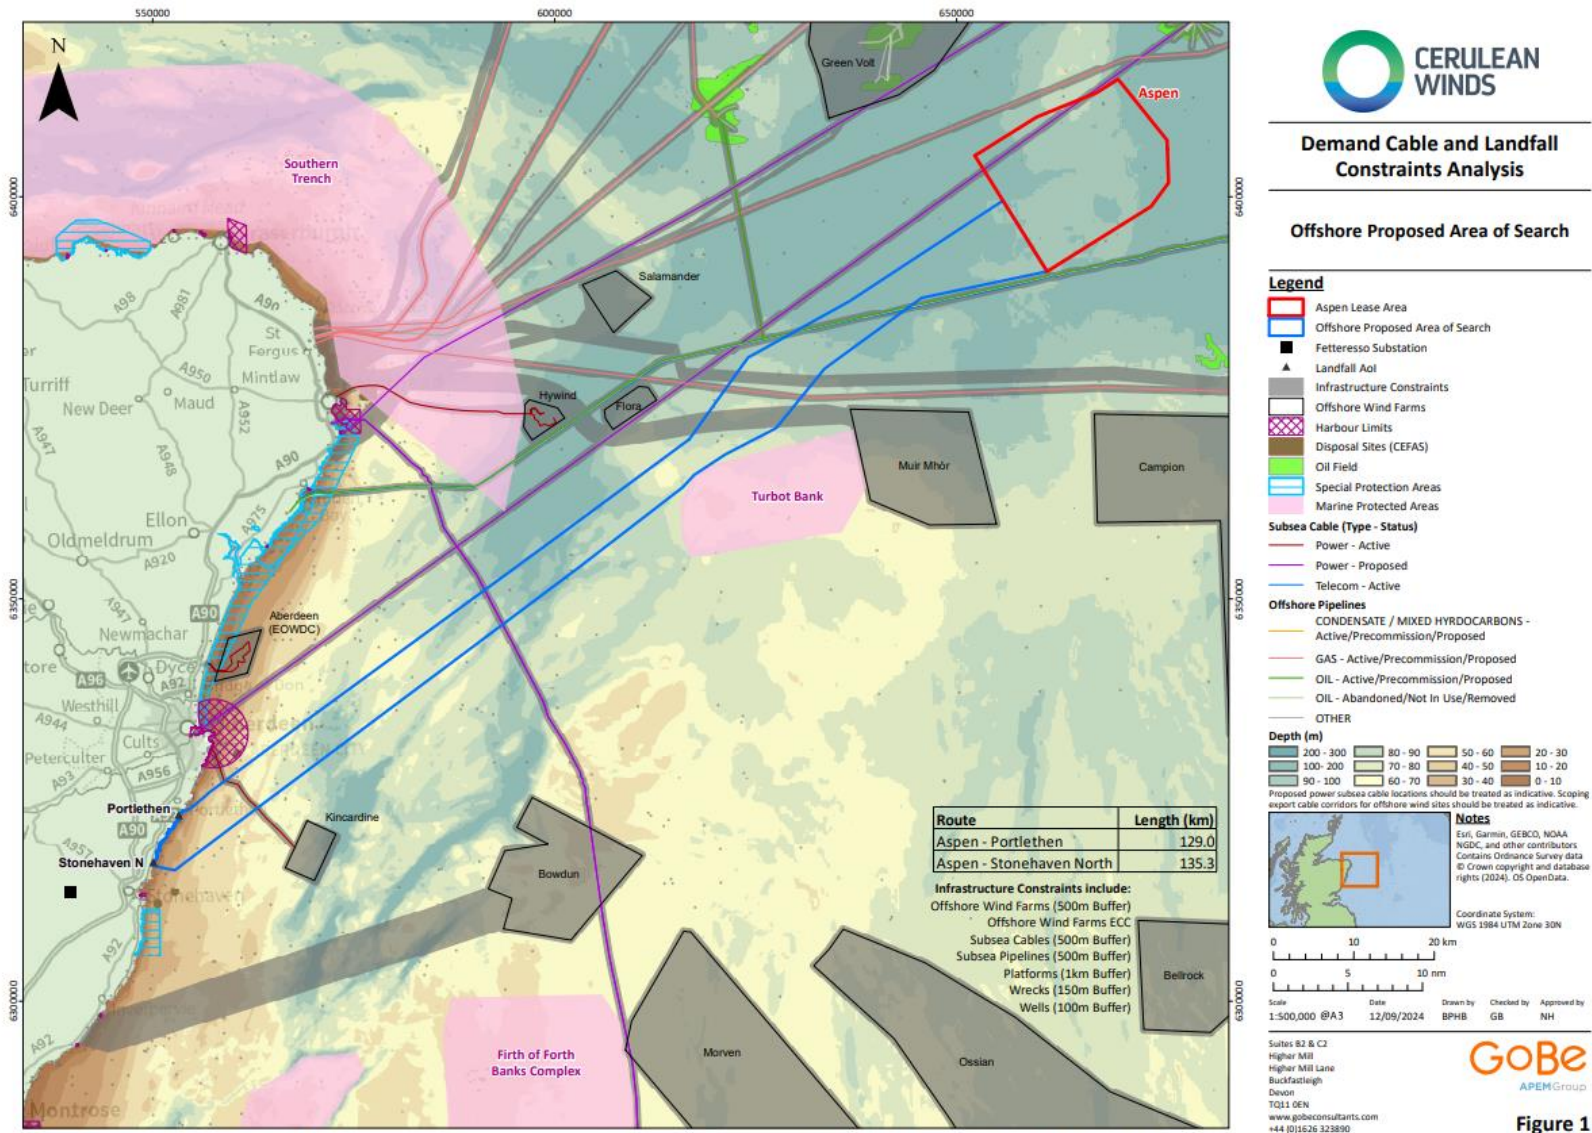 550000
600000
650000
N
Green Volt
Aspen
Southern
Trench
6400000
6400000
Salamander
A98
A981
A90
St
Fergus
A950
Mintlaw
Turriff
New Deer
Maud
A952
A947
A948
A90
Hywind
Flora
Muir Mhòr
Campion
Turbot Bank
Ellon
A975
Oldmeldrum
A920
6350000
6350000
A947
A90
Newmachar
Aberdeen
(EOWDC)
Dyce
A96
A92
Westhill
A944
Cults
Peterculter
A93
A956
Portlethen
A90
A957
Stonehaven N
Kincardine
Bowdun
A92
6300000
6300000
A92
Montrose
Firth of Forth
Banks Complex
Morven
Ossian
Bellrock
Route Length (km)
Aspen - Portlethen 129.0
Aspen - Stonehaven North 135.3
Infrastructure Constraints include:
Offshore Wind Farms (500m Buffer)
Offshore Wind Farms ECC
Subsea Cables (500m Buffer)
Subsea Pipelines (500m Buffer)
Platforms (1km Buffer)
Wrecks (150m Buffer)
Wells (100m Buffer)
CERULEAN
WINDS
Demand Cable and Landfall
Constraints Analysis
Offshore Proposed Area of Search
Legend
Aspen Lease Area
Offshore Proposed Area of Search
Fetteresso Substation
Landfall AoI
Infrastructure Constraints
Offshore Wind Farms
Harbour Limits
Disposal Sites (CEFAS)
Oil Field
Special Protection Areas
Marine Protected Areas
Subsea Cable (Type - Status)
Power - Active
Power - Proposed
Telecom - Active
Offshore Pipelines
CONDENSATE / MIXED HYRDOCARBONS -
Active/Precommission/Proposed
GAS - Active/Precommission/Proposed
OIL - Active/Precommission/Proposed
OIL - Abandoned/Not In Use/Removed
OTHER
Depth (m)
200 - 300 80 - 90 50 - 60 20 - 30
100- 200 70 - 80 40 - 50 10 - 20
90 - 100 60 - 70 30 - 40 0 - 10
Proposed power subsea cable locations should be treated as indicative. Scoping
export cable corridors for offshore wind sites should be treated as indicative.
Notes
Esri, Garmin, GEBCO, NOAA
NGDC, and other contributors
Contains Ordnance Survey data
© Crown copyright and database
rights (2024). OS OpenData.
Coordinate System:
WGS 1984 UTM Zone 30N
0 10 20 km
0 5 10 nm
Scale Date Drawn by Checked by Approved by
1:500,000 @A3 12/09/2024 BPHB GB NH
Suites B2 & C2
Higher Mill
Higher Mill Lane
Buckfastleigh
Devon
TQ11 0EN
www.gobeconsultants.com
+44 (0)1626 323890
GoBe
APEMGroup
Figure 1